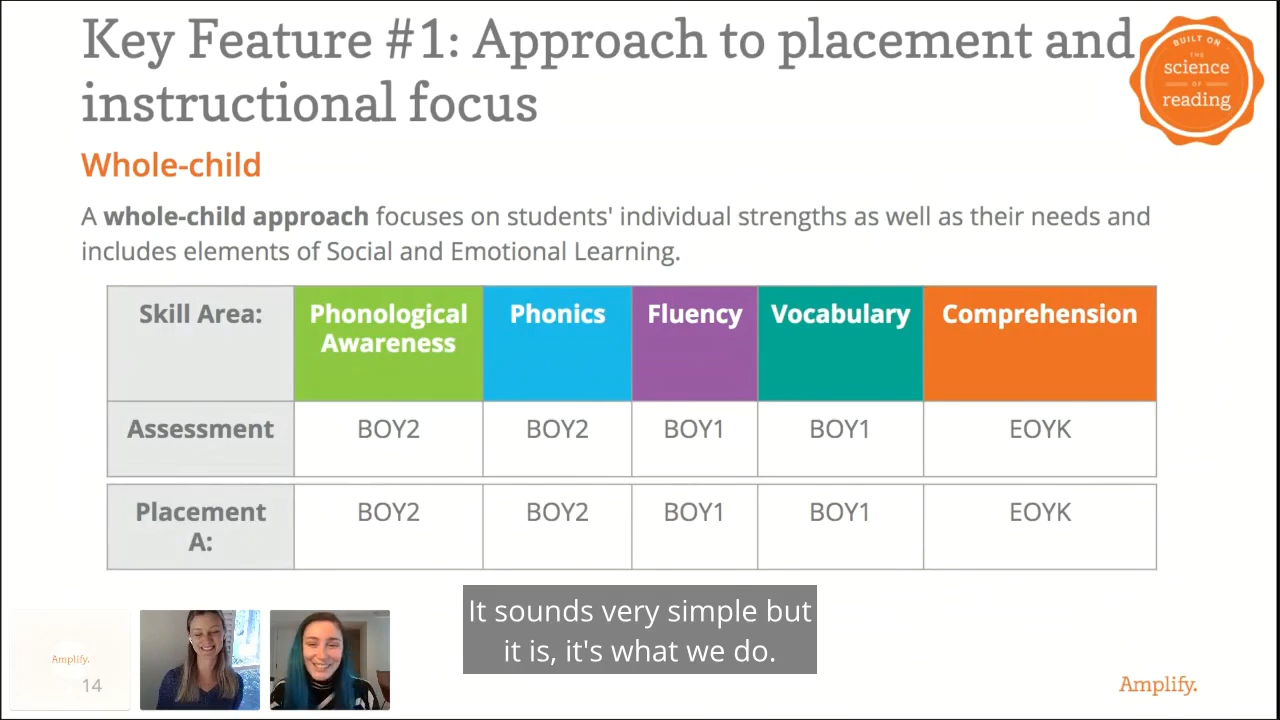 Key Feature #1: Approach to placement and
instructional focus
BUILT ON
THE
science
OF
reading
Whole-child
A whole-child approach focuses on students' individual strengths as well as their needs and
includes elements of Social and Emotional Learning.
Skill Area: Phonological Awareness Phonics Fluency Vocabulary Comprehension
Assessment BOY2 BOY2 BOY1 BOY1 EOYK
Placement A: BOY2 BOY2 BOY1 BOY1 EOYK
It sounds very simple but
it is, it's what we do.
Amplify.
14
Amplify.